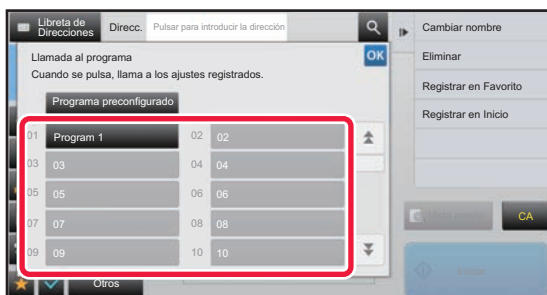 Libreta de Direcciones
Direcc.
Pulsar para introducir la dirección
Llamada al programa
OK
Cuando se pulsa, llama a los ajustes registrados.
Programa preconfigurado
01 Program 1
02 02
03 03
04 04
05 05
06 06
07 07
08 08
09 09
10 10
Otros
Cambiar nombre
Eliminar
Registrar en Favorito
Registrar en Inicio
CA